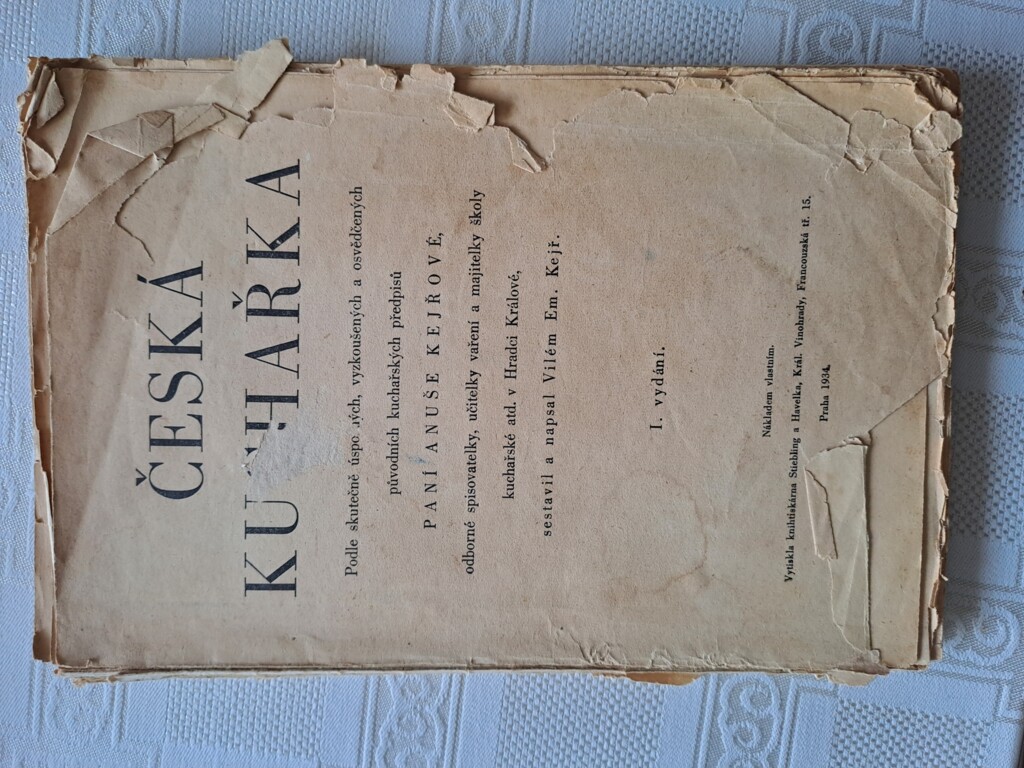 ČESKÁ
KUCHAŘKA
Podle skutečně úspo.ných, vyzkoušených a osvědčených
původních kuchařských předpisů
PANÍ ANUŠE KEJŘOVÉ,
odborné spisovatelky, učitelky vaření a majitelky školy
kuchařské atd. v Hradci Králové,
sestavil a napsal Vilém Em. Kejř.
I. vydání.
Nákladem vlastním.
Vytiskla knihtiskárna Stiebling a Havelka, Král. Vinohrady, Francouzská tř. 15.
Praha 1934.